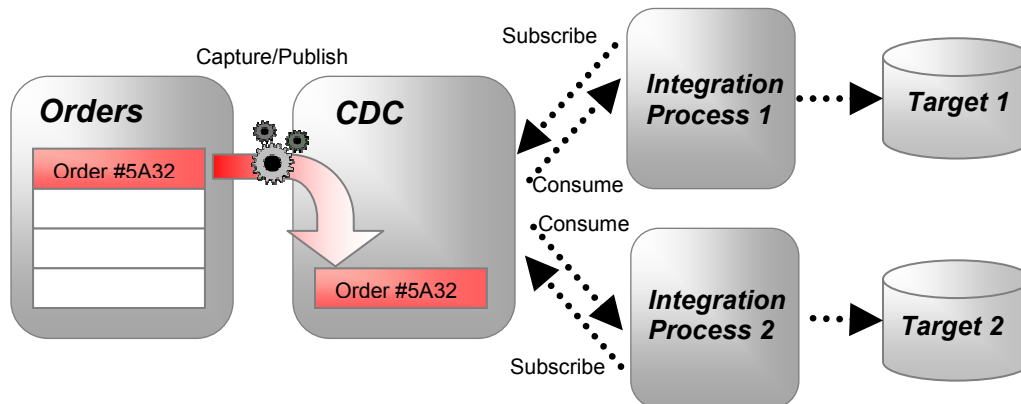 Capture/Publish
Orders
Order #5A32
CDC
Order #5A32
Subscribe
Consume
Integration
Process 1
Target 1
Consume
Subscribe
Integration
Process 2
Target 2